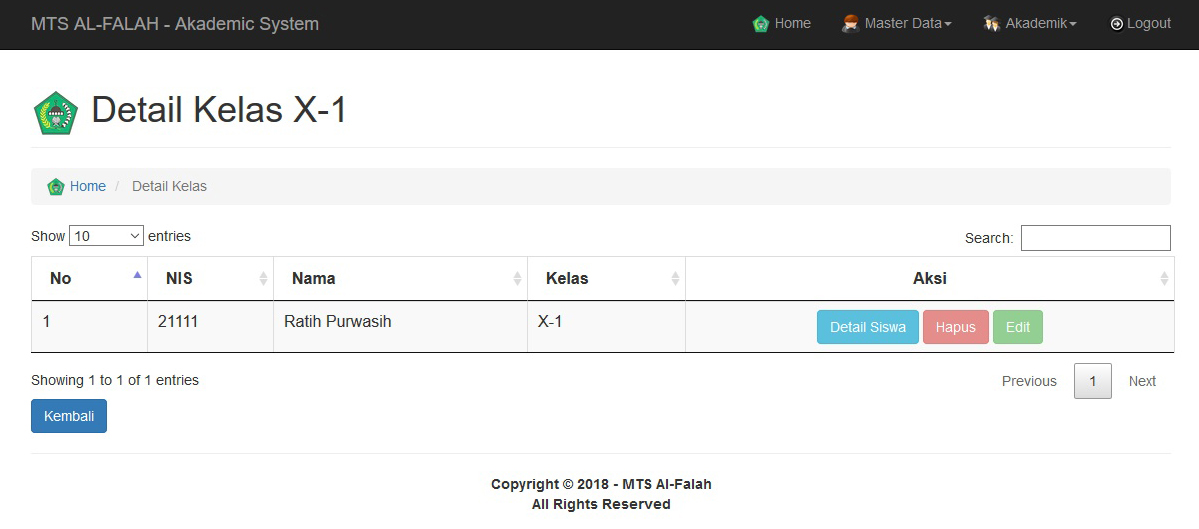 MTS AL-FALAH - Akademic System Home Master Data Akademik Logout
Detail Kelas X-1
Home / Detail Kelas
Show 10 entries Search:
No NIS Nama Kelas Aksi
1 21111 Ratih Purwasih X-1 Detail Siswa Hapus Edit
Showing 1 to 1 of 1 entries Previous 1 Next
Kembali
Copyright © 2018 - MTS Al-Falah
All Rights Reserved